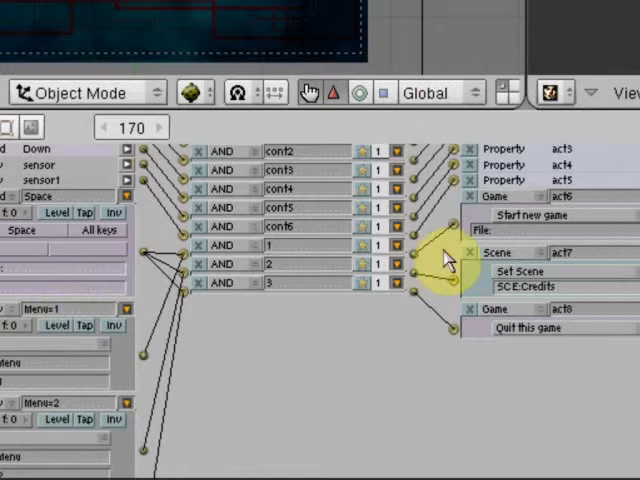 Object Mode
Global
View
170
d Down AND cont2 1 Property act3
sensor AND cont3 1 Property act4
sensor1 AND cont4 1 Property act5
d Space AND cont5 1 Game act6
f: 0 Level Tap Inv AND cont6 1 Start new game
Space All keys AND 1 1 File:
AND 2 1 Scene act7
AND 3 1 Set Scene
SCE:Credits
Menu=1 Game act8
f: 0 Level Tap Inv Quit this game
Menu=2
f: 0 Level Tap Inv